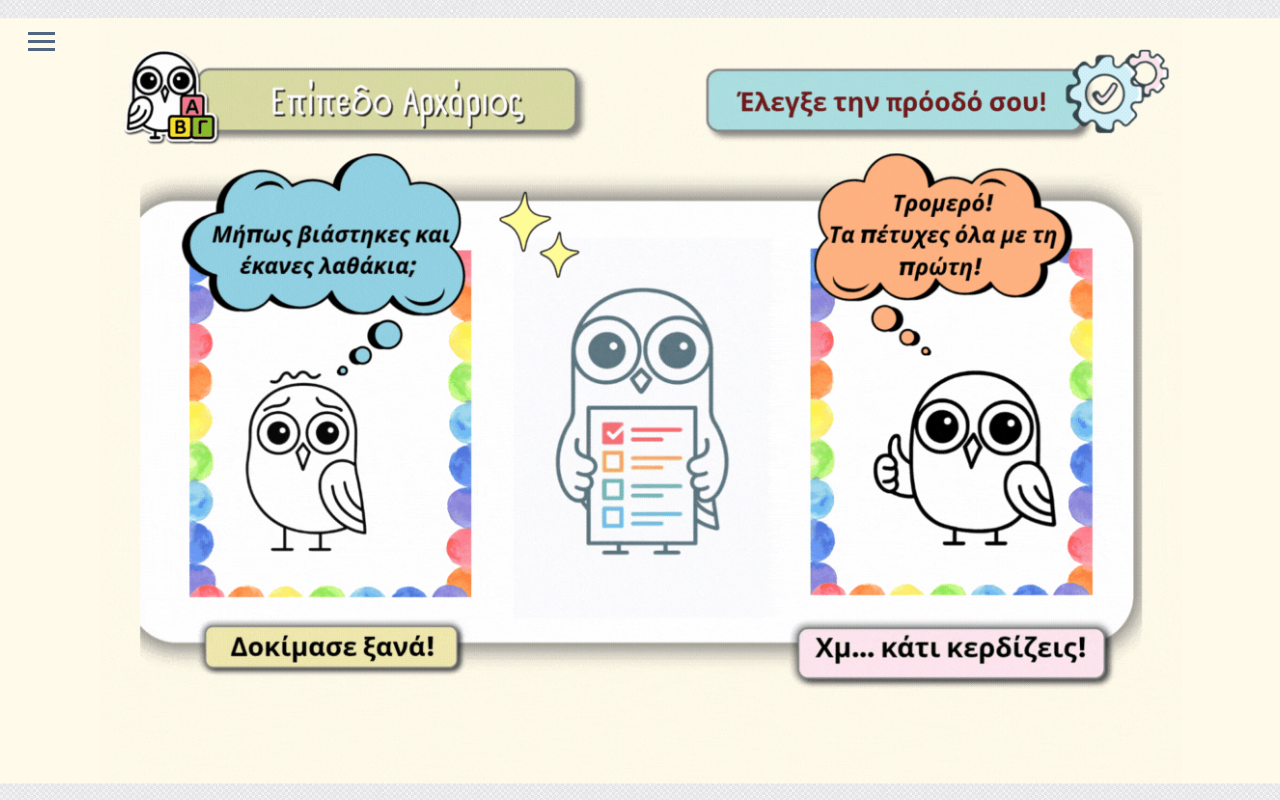 Επίπεδο Αρχάριος
Έλεγξε την πρόοδό σου!
Α
Β Γ
Μήπως βιάστηκες και
έκανες λαθάκια;
Τρομερό!
Τα πέτυχες όλα με τη
πρώτη!
Δοκίμασε ξανά!
Χμ... κάτι κερδίζεις!